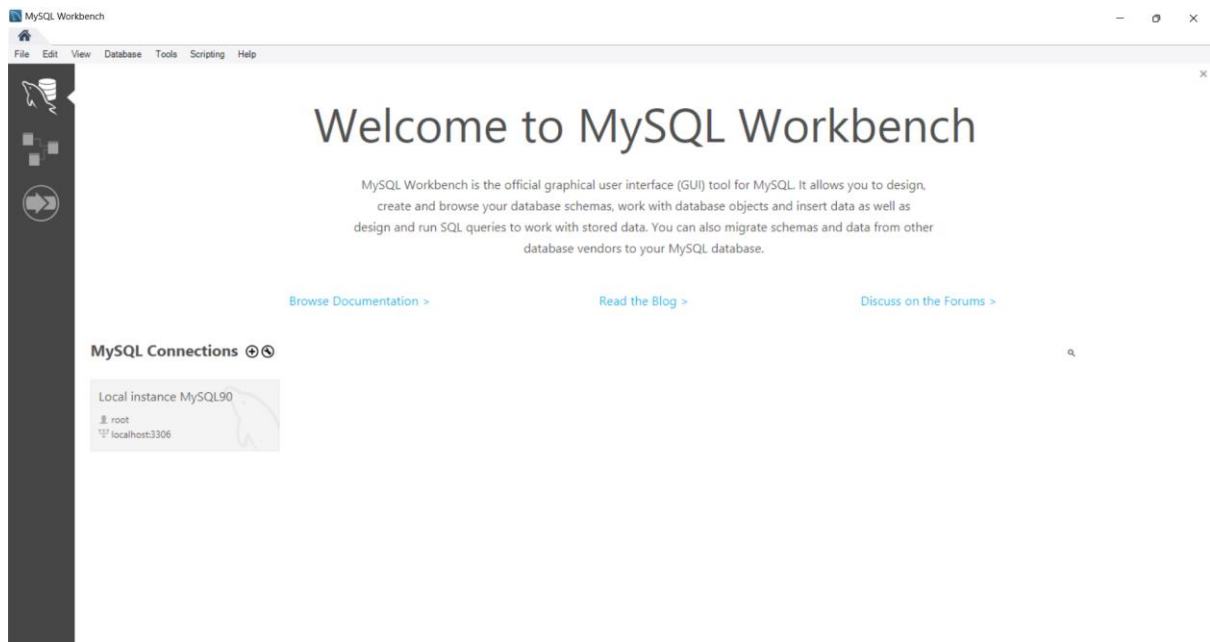 MySQL Workbench
File Edit View Database Tools Scripting Help
Welcome to MySQL Workbench
MySQL Workbench is the official graphical user interface (GUI) tool for MySQL. It allows you to design,
create and browse your database schemas, work with database objects and insert data as well as
design and run SQL queries to work with stored data. You can also migrate schemas and data from other
database vendors to your MySQL database.
Browse Documentation > Read the Blog > Discuss on the Forums >
MySQL Connections
Local instance MySQL90
root
localhost:3306